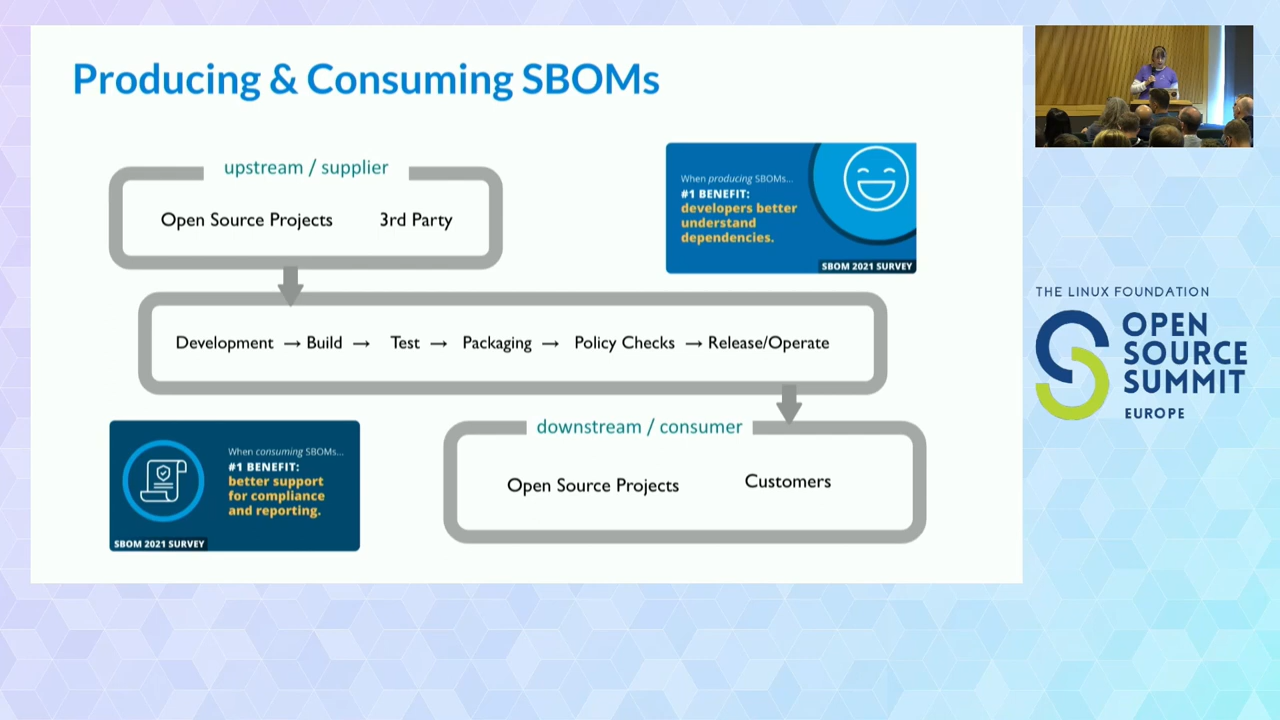 Producing & Consuming SBOMs
upstream / supplier
Open Source Projects
3rd Party
When producing SBOMs...
#1 BENEFIT:
developers better
understand
dependencies.
SBOM 2021 SURVEY
Development → Build → Test → Packaging → Policy Checks → Release/Operate
When consuming SBOMs...
#1 BENEFIT:
better support
for compliance
and reporting.
SBOM 2021 SURVEY
downstream / consumer
Open Source Projects
Customers
THE LINUX FOUNDATION
OPEN
SOURCE
SUMMIT
EUROPE